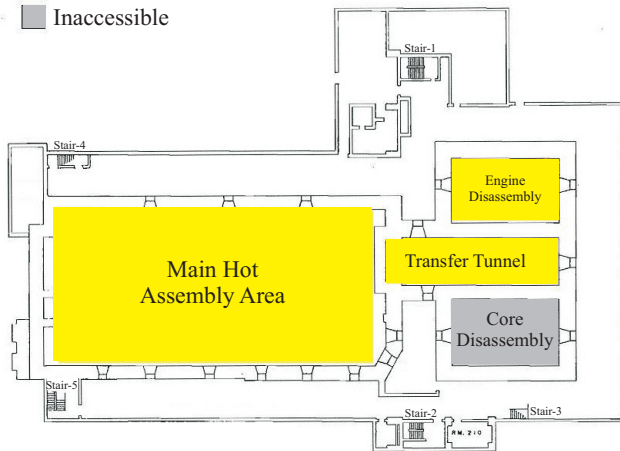 Inaccessible
Stair-1
Stair-4
Engine
Disassembly
Main Hot
Assembly Area
Transfer Tunnel
Core
Disassembly
Stair-5
Stair-2
Stair-3
RM. 210